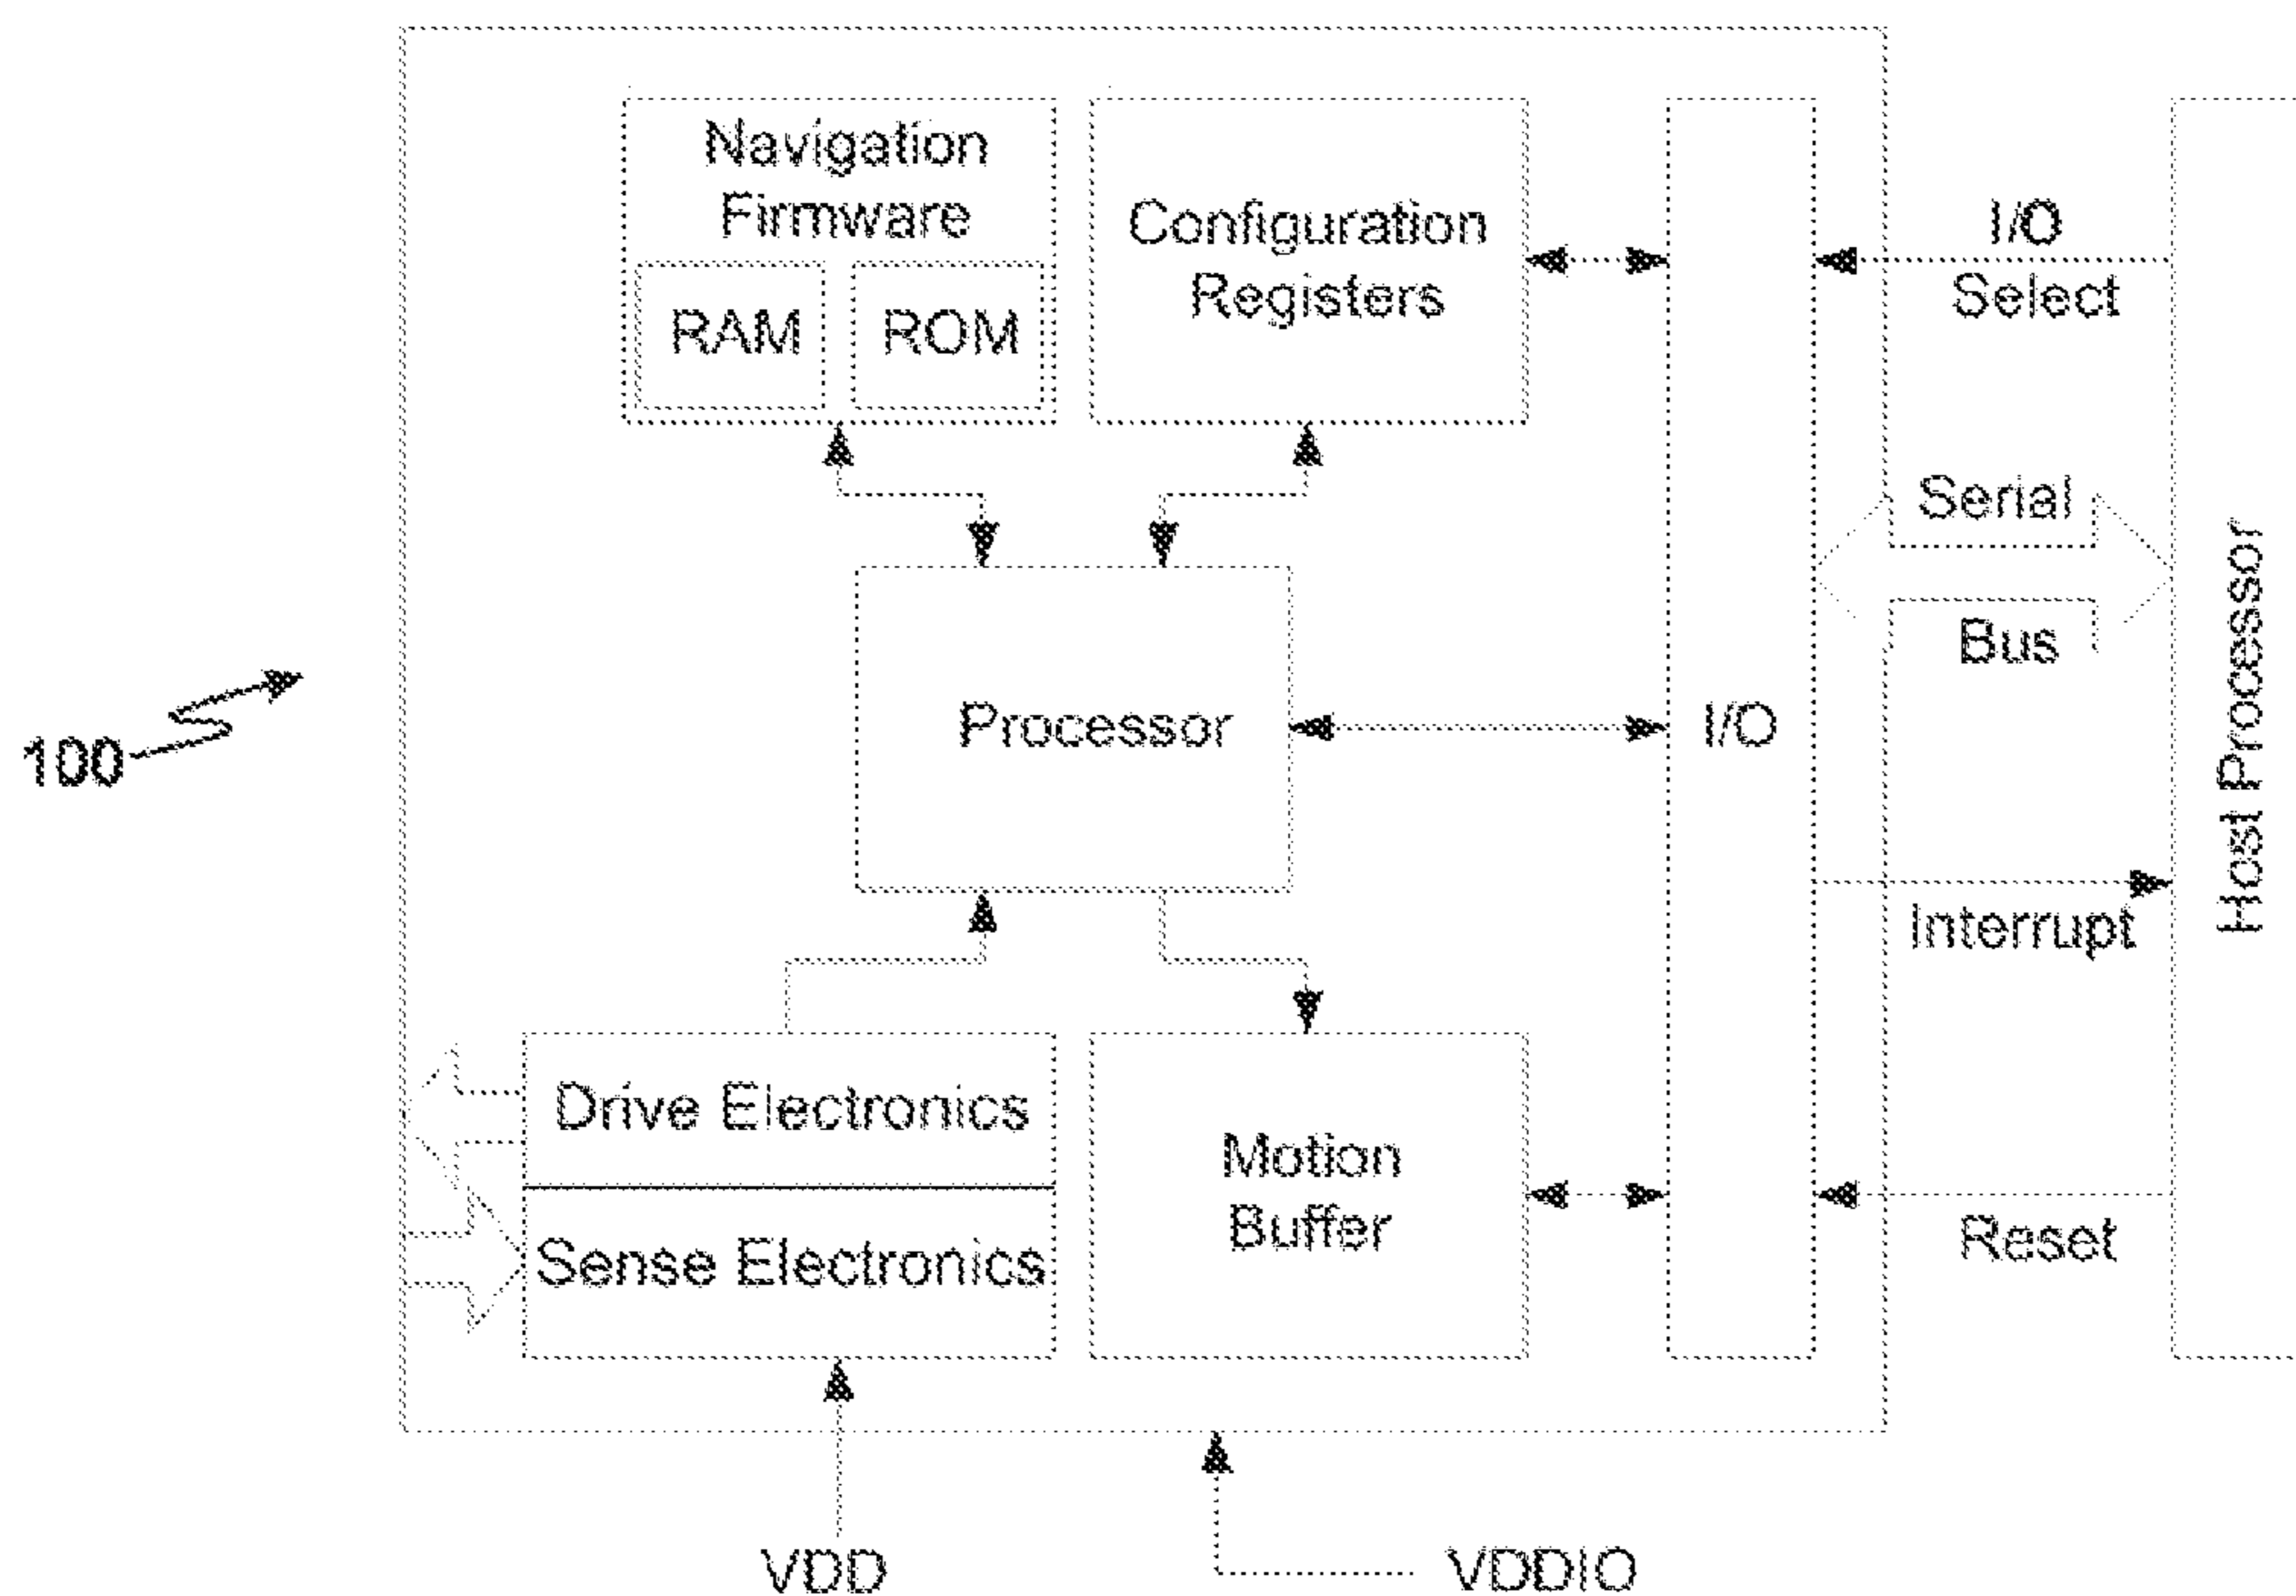 Navigation
Firmware
RAM
ROM
Configuration
Registers
I/O
Select
Serial
Bus
Host Processor
100
Processor
I/O
Interrupt
Drive Electronics
Sense Electronics
Motion
Buffer
Reset
VDD
VDDIO